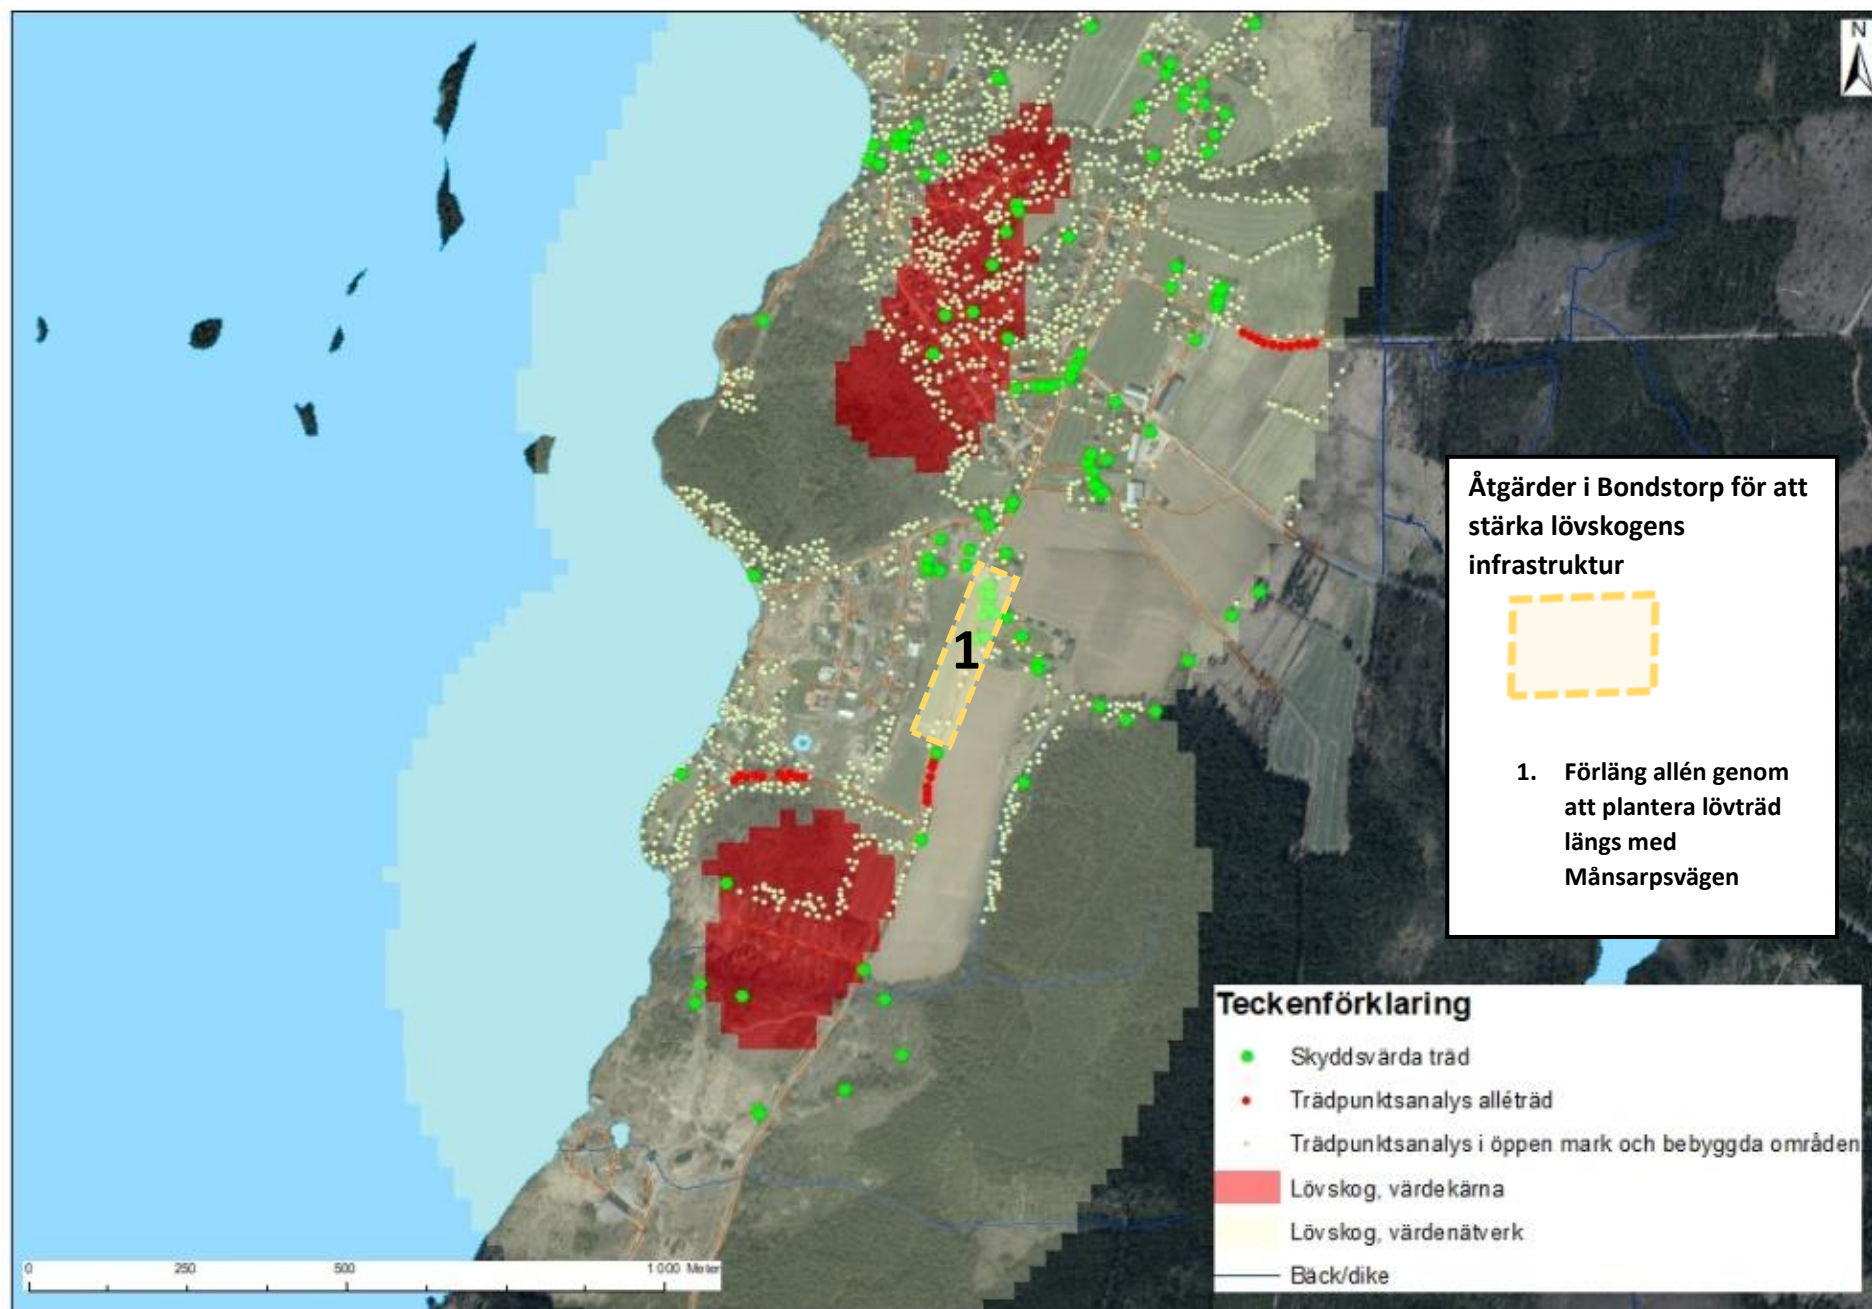 N
Åtgärder i Bondstorp för att
stärka lövskogens
infrastruktur
1
1. Förläng allén genom
att plantera lövträd
längs med
Månsarpsvägen
Teckenförklaring
Skyddsvärda träd
Trädpunktsanalys alléträd
Trädpunktsanalys i öppen mark och bebyggda områden
Lövskog, värdekärna
Lövskog, värdenätverk
Bäck/dike
0 250 500 1 000 Meter